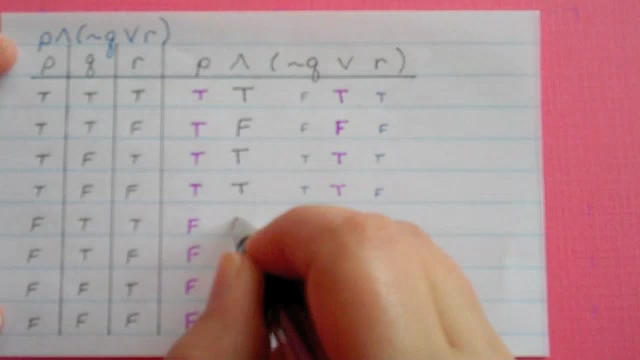 p∧(~q∨r)
p q r p ∧ (~q ∨ r)
T T T T T F T T
T T F T F F F F
T F T T T T T T
T F F T T T T F
F T T F
F T F F
F F T F
F F F F